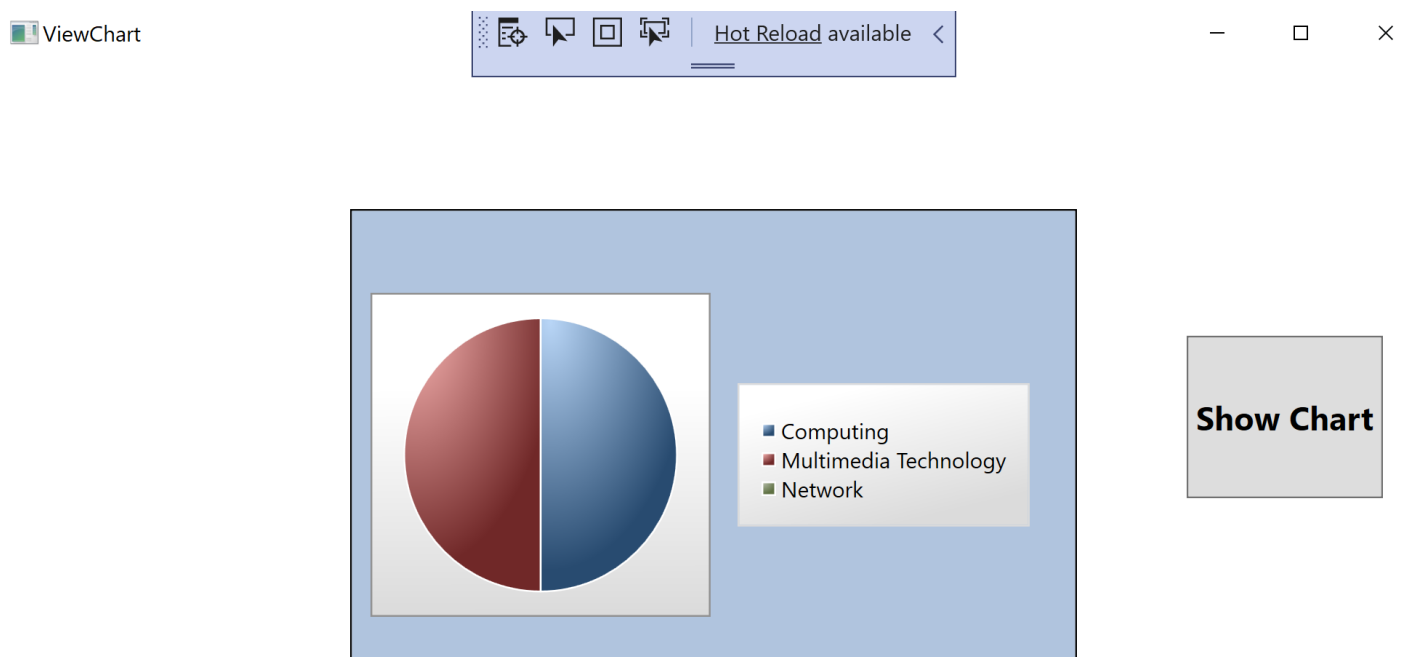 ViewChart
Hot Reload available
Computing
Multimedia Technology
Network
Show Chart